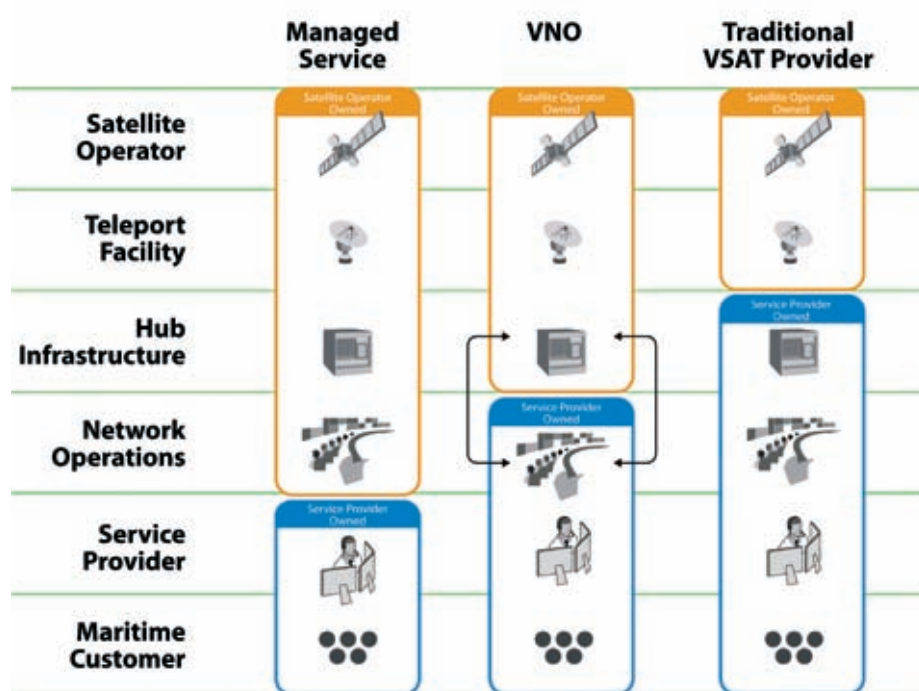 Managed
Service
VNO
Traditional
VSAT Provider
Satellite Operator
Owned
Satellite Operator
Owned
Satellite Operator
Owned
Satellite
Operator
Teleport
Facility
Service Provider
Owned
Hub
Infrastructure
Service Provider
Owned
Network
Operations
Service Provider
Owned
Service
Provider
Maritime
Customer